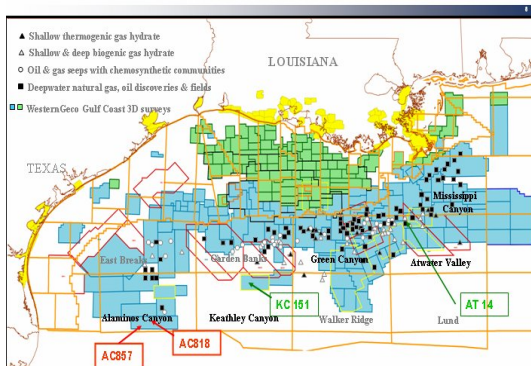 Shallow thermogenic gas hydrate
Shallow & deep biogenic gas hydrate
Oil & gas seeps with chemosynthetic communities
Deepwater natural gas, oil discoveries & fields
WesternGeco Gulf Coast 3D surveys
LOUISIANA
TEXAS
Mississippi
Canyon
East Breaks
Garden Banks
Green Canyon
Atwater Valley
KC 151
AT 14
Alaminos Canyon
Keathley Canyon
Walker Ridge
Lund
AC818
AC857